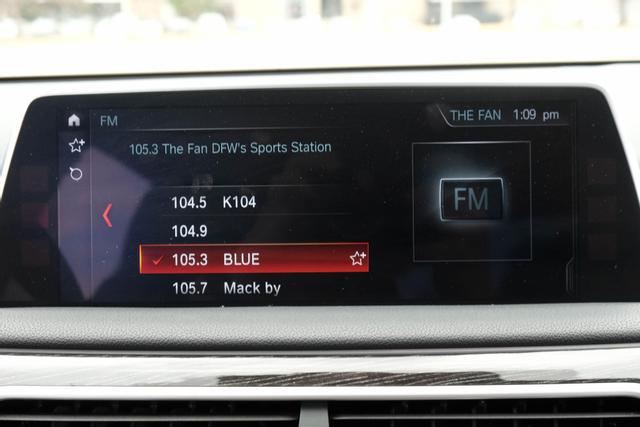 FM
THE FAN 1:09 pm
105.3 The Fan DFW's Sports Station
104.5 K104
104.9
105.3 BLUE
105.7 Mack by
FM